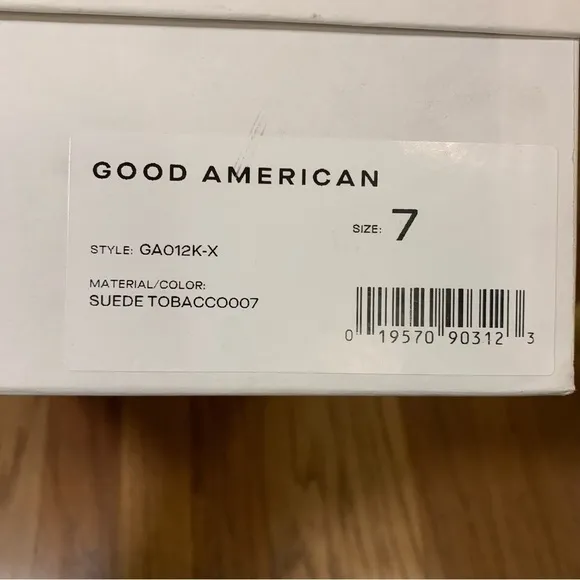 GOOD AMERICAN
SIZE: 7
STYLE: GA012K-X
MATERIAL/COLOR:
SUEDE TOBACCO007
0 19570 90312 3